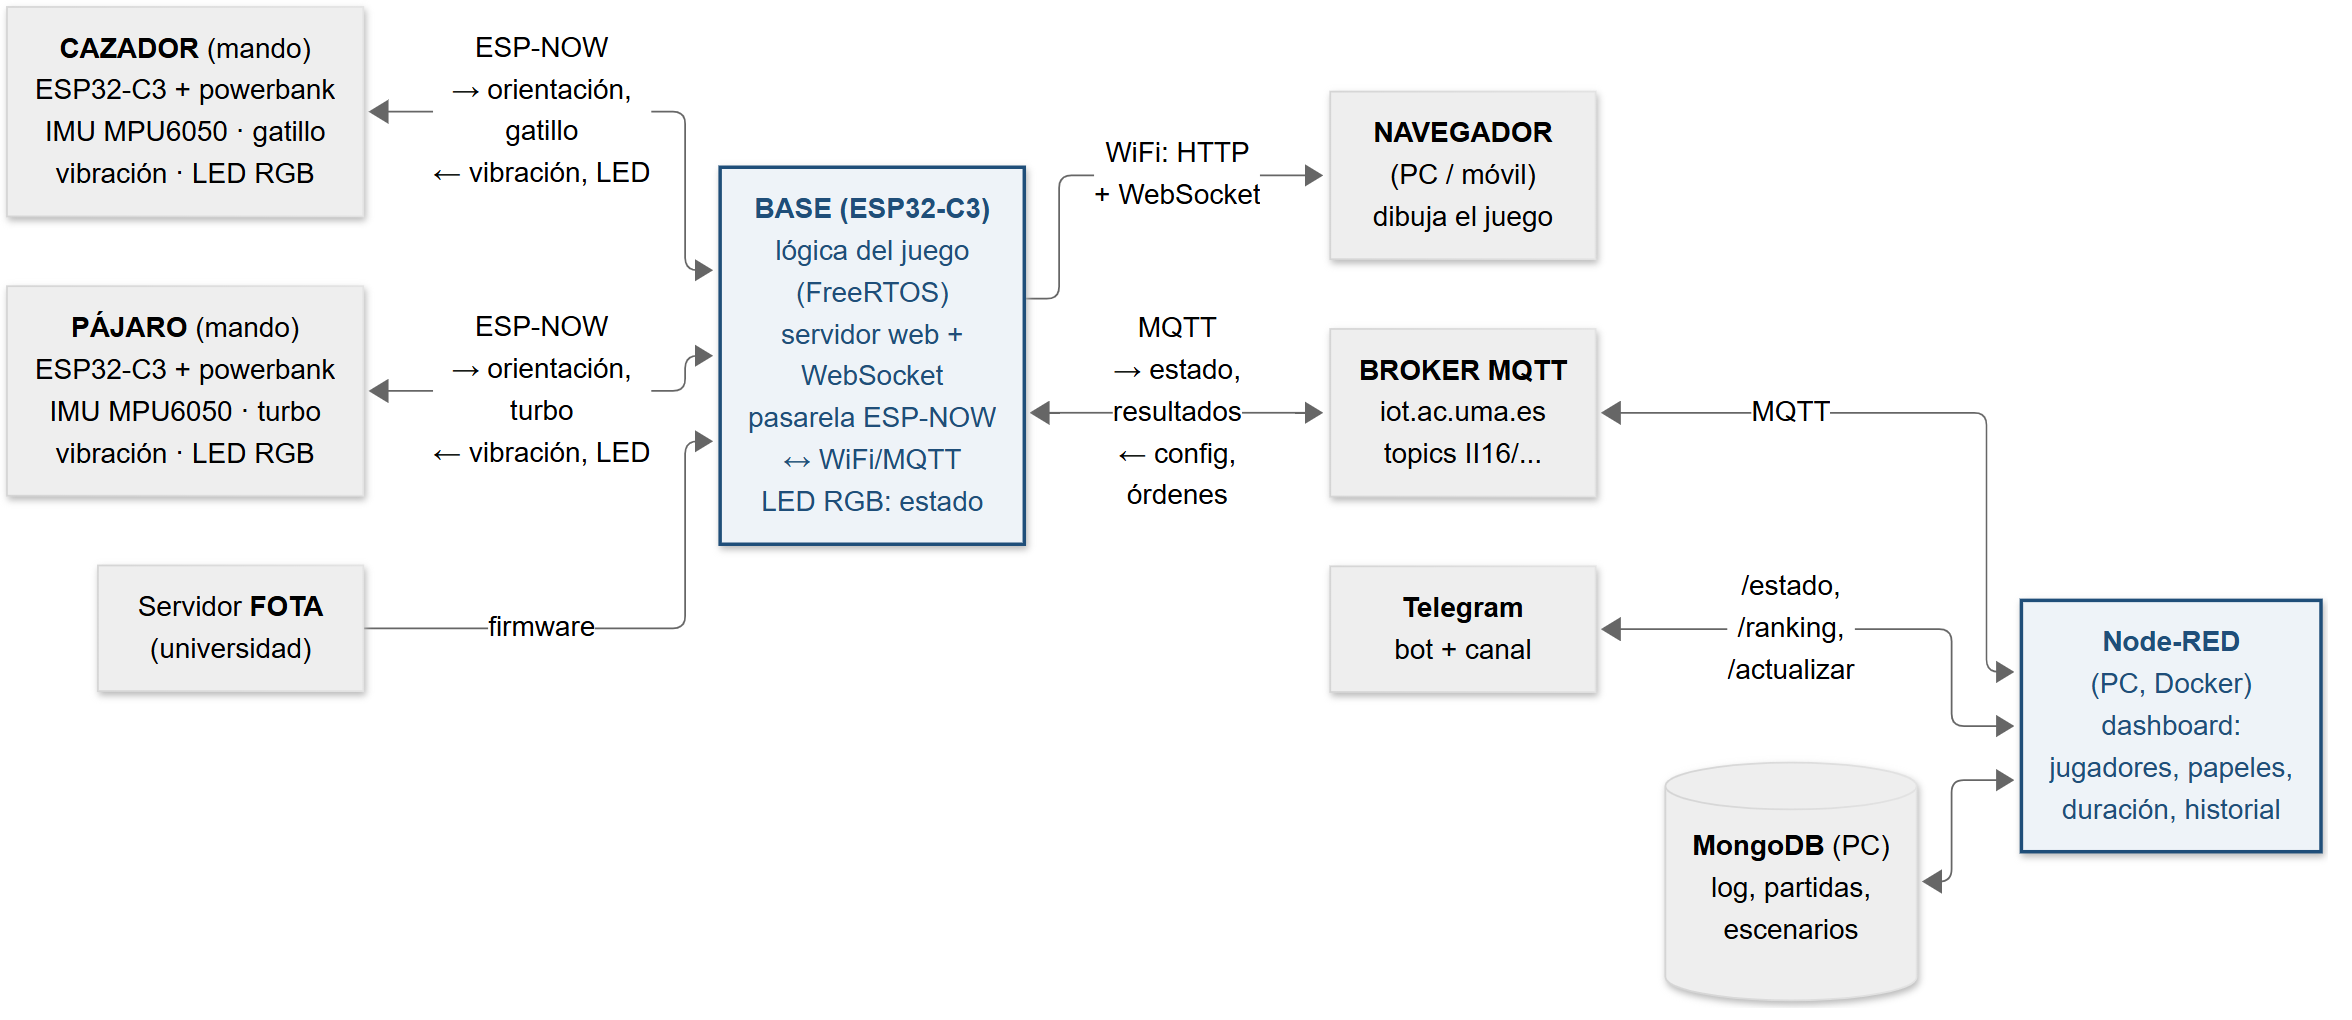 CAZADOR (mando)
ESP32-C3 + powerbank
IMU MPU6050 · gatillo
vibración · LED RGB
ESP-NOW
→ orientación,
gatillo
← vibración, LED
PÁJARO (mando)
ESP32-C3 + powerbank
IMU MPU6050 · turbo
vibración · LED RGB
ESP-NOW
→ orientación,
turbo
← vibración, LED
Servidor FOTA
(universidad)
firmware
BASE (ESP32-C3)
lógica del juego
(FreeRTOS)
servidor web +
WebSocket
pasarela ESP-NOW
↔ WiFi/MQTT
LED RGB: estado
WiFi: HTTP
+ WebSocket
NAVEGADOR
(PC / móvil)
dibuja el juego
MQTT
→ estado,
resultados
← config,
órdenes
BROKER MQTT
iot.ac.uma.es
topics II16/...
MQTT
Telegram
bot + canal
/estado,
/ranking,
/actualizar
MongoDB (PC)
log, partidas,
escenarios
Node-RED
(PC, Docker)
dashboard:
jugadores, papeles,
duración, historial